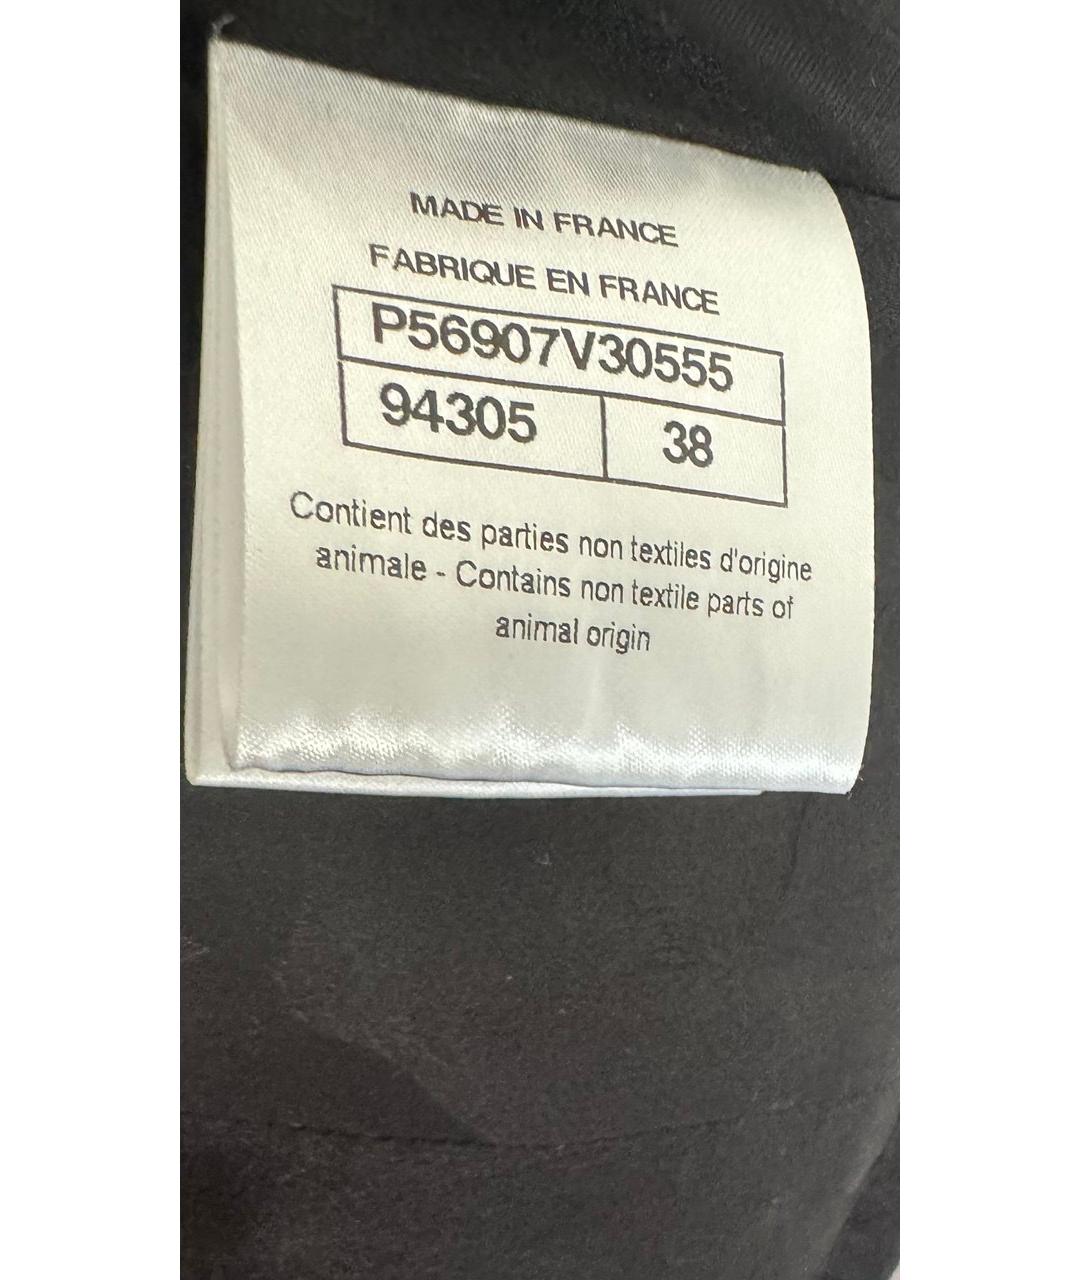 MADE IN FRANCE
FABRIQUE EN FRANCE
P56907V30555
94305 38
Contient des parties non textiles d'origine
animale - Contains non textile parts of
animal origin